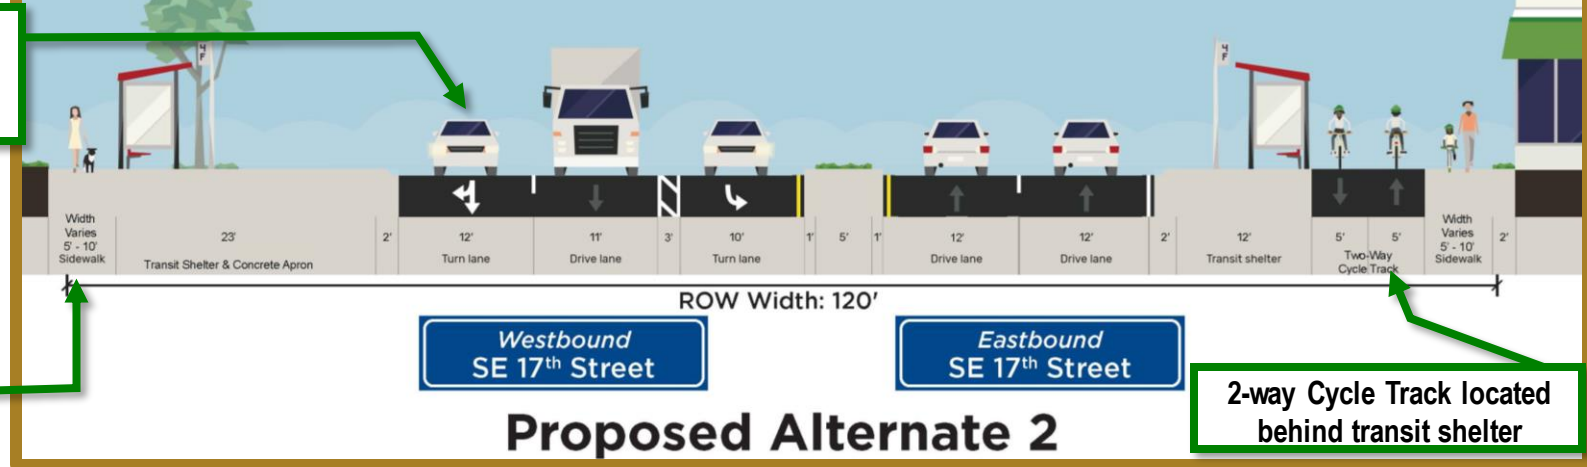 4
F
4
F
Width
Varies
5' - 10'
Sidewalk
23'
Transit Shelter & Concrete Apron
2'
12'
Turn lane
11'
Drive lane
3'
10'
Turn lane
1'
5'
1'
12'
Drive lane
12'
Drive lane
2'
12'
Transit shelter
5'
5'
Two-Way
Cycle Track
Width
Varies
5' - 10'
Sidewalk
2'
ROW Width: 120'
Westbound
SE 17th Street
Eastbound
SE 17th Street
2-way Cycle Track located
behind transit shelter
Proposed Alternate 2